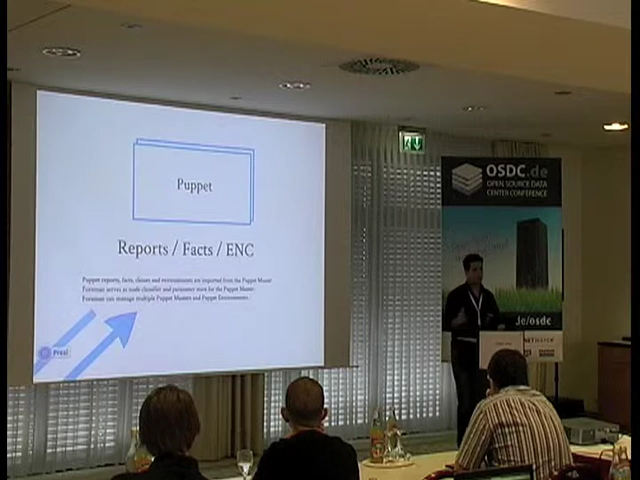 Puppet
Reports / Facts / ENC
Puppet reports, facts, classes and environments are imported from the Puppet Master
Foreman serves as node classifier and parameter store for the Puppet Master
Foreman can manage multiple Puppet Masters and Puppet Environments.
Prezi
OSDC.de
OPEN SOURCE DATA
CENTER CONFERENCE
.de/osdc